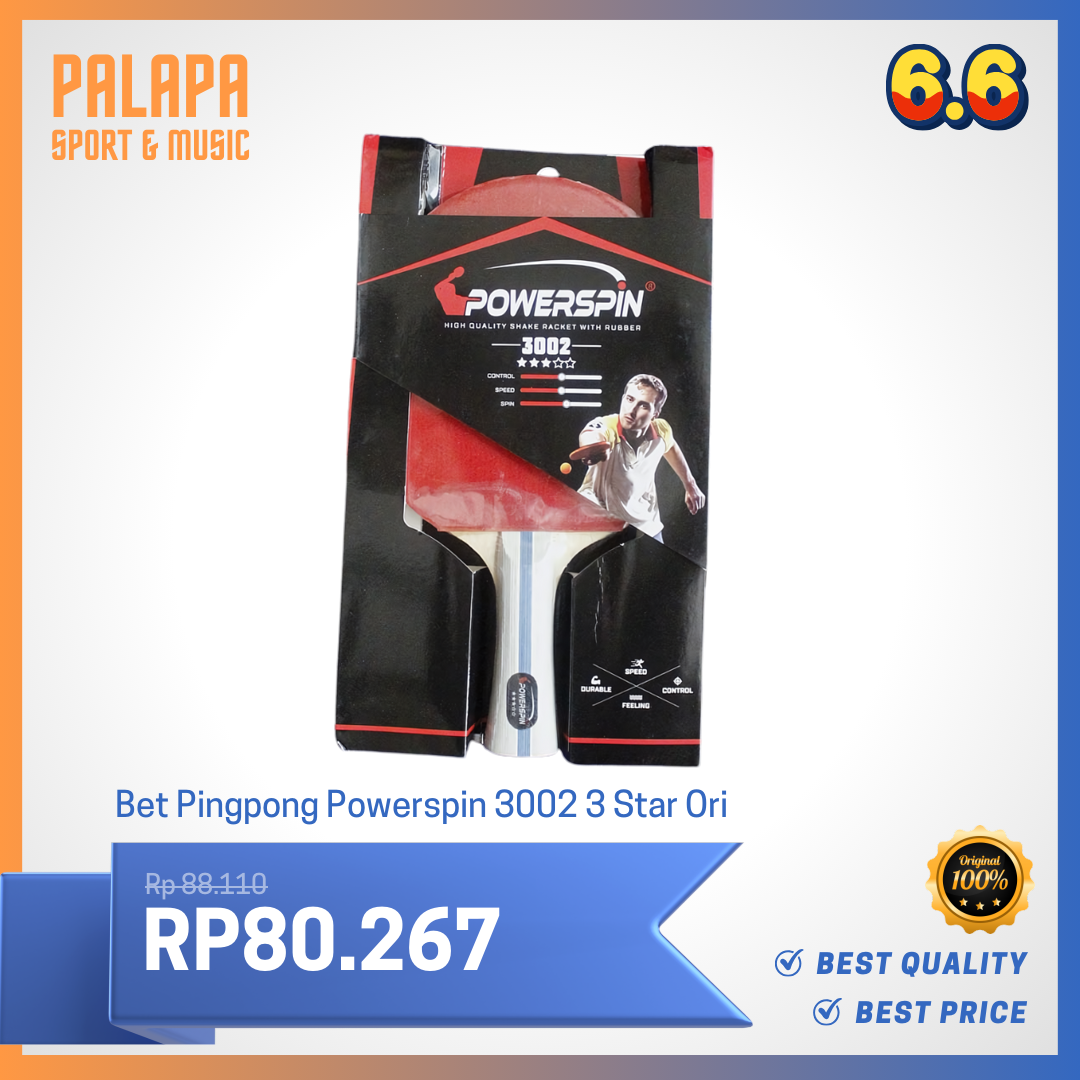 PALAPA
SPORT & MUSIC
6.6
POWERSPIN®
HIGH QUALITY SHAKE RACKET WITH RUBBER
3002
CONTROL
SPEED
SPIN
SPEED
DURABLE
CONTROL
FEELING
POWERSPIN
Bet Pingpong Powerspin 3002 3 Star Ori
Rp 88.110
RP80.267
Original
100%
BEST QUALITY
BEST PRICE